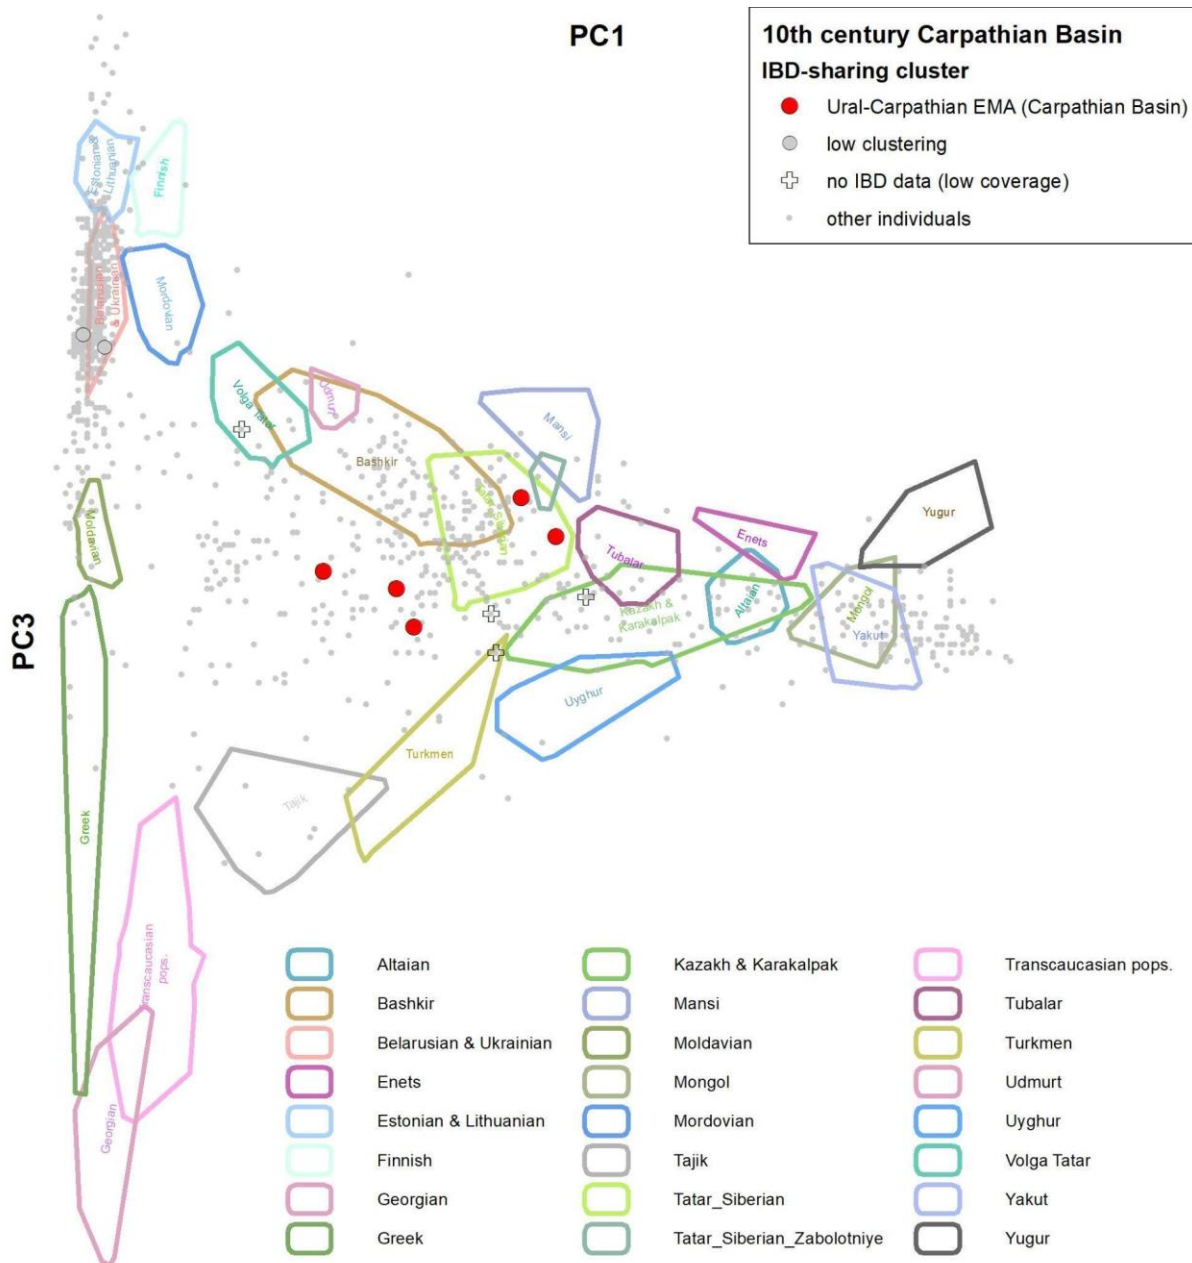 PC1
10th century Carpathian Basin
IBD-sharing cluster
Ural-Carpathian EMA (Carpathian Basin)
low clustering
no IBD data (low coverage)
other individuals
Estonian &
Lithuanian
Finnish
Belarusian
& Ukrainian
Mordovian
Volga Tatar
Udmurt
Bashkir
Mansi
Tatar_Siberian
Yugur
Moldavian
Tubalar
Enets
Altaian
Kazakh &
Karakalpak
Mongol
Yakut
PC3
Uyghur
Turkmen
Tajik
Greek
Transcaucasian
pops.
Georgian
Altaian
Bashkir
Belarusian & Ukrainian
Enets
Estonian & Lithuanian
Finnish
Georgian
Greek
Kazakh & Karakalpak
Mansi
Moldavian
Mongol
Mordovian
Tajik
Tatar_Siberian
Tatar_Siberian_Zabolotniye
Transcaucasian pops.
Tubalar
Turkmen
Udmurt
Uyghur
Volga Tatar
Yakut
Yugur